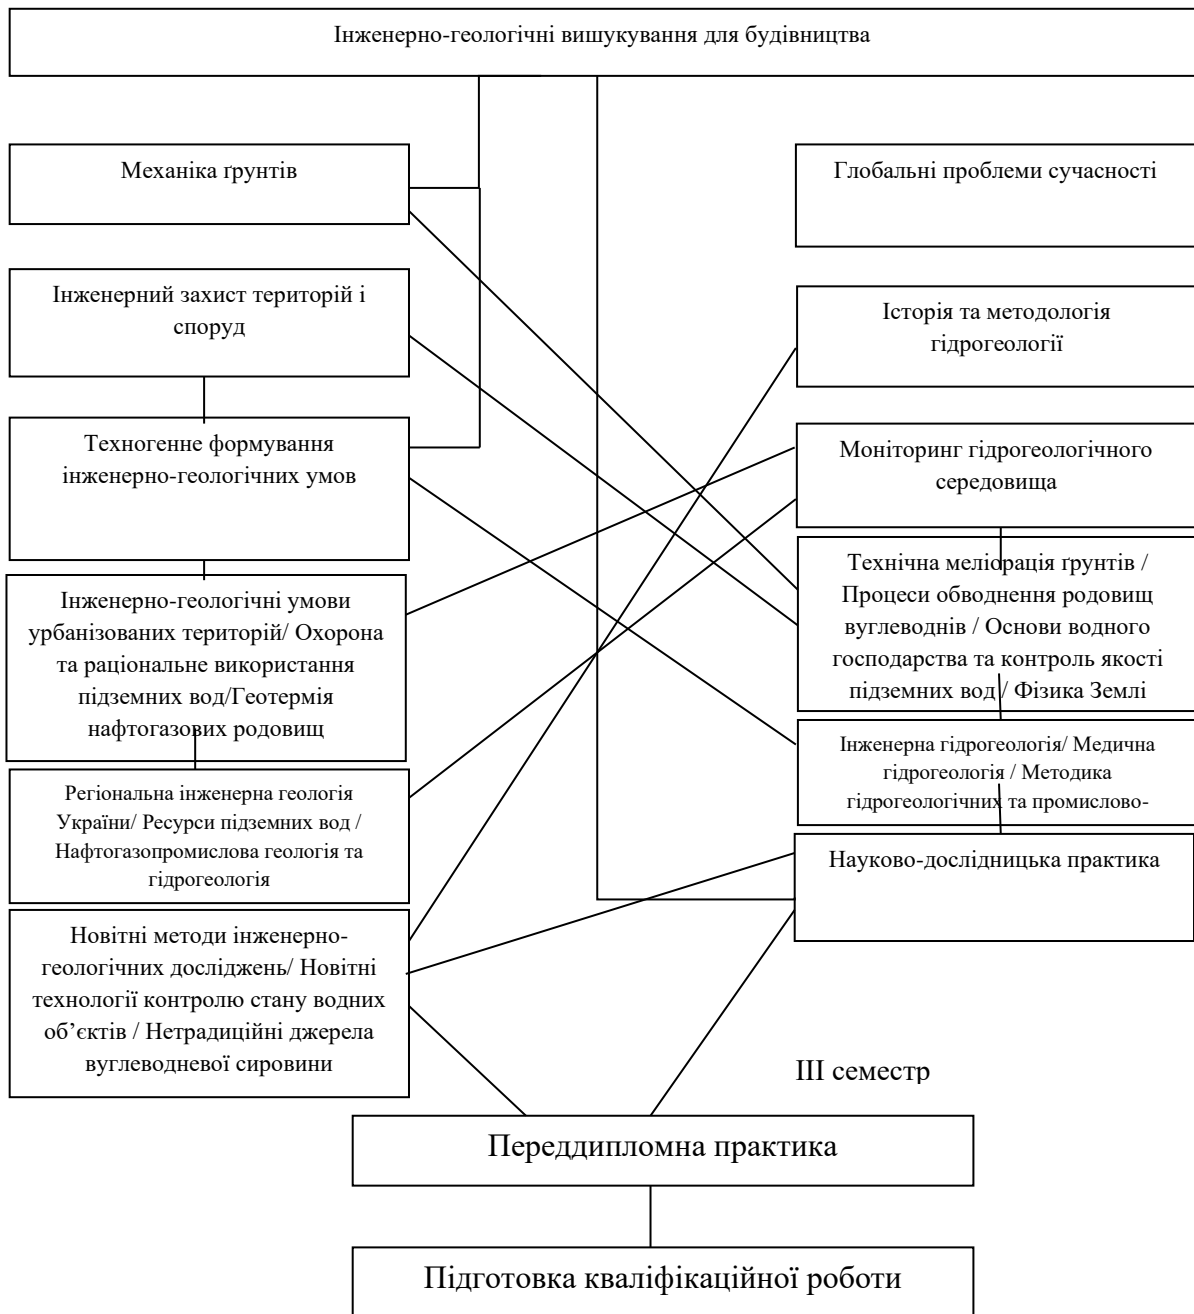 Інженерно-геологічні вишукування для будівництва
Механіка ґрунтів
Глобальні проблеми сучасності
Інженерний захист територій і
споруд
Історія та методологія
гідрогеології
Техногенне формування
інженерно-геологічних умов
Моніторинг гідрогеологічного
середовища
Інженерно-геологічні умови
урбанізованих територій/ Охорона
та раціональне використання
підземних вод/Геотермія
нафтогазових родовищ
Технічна меліорація ґрунтів /
Процеси обводнення родовищ
вуглеводнів / Основи водного
господарства та контроль якості
підземних вод / Фізика Землі
Регіональна інженерна геологія
України/ Ресурси підземних вод /
Нафтогазопромислова геологія та
гідрогеологія
Інженерна гідрогеологія/ Медична
гідрогеологія / Методика
гідрогеологічних та промислово-
Науково-дослідницька практика
Новітні методи інженерно-
геологічних досліджень/ Новітні
технології контролю стану водних
об’єктів / Нетрадиційні джерела
вуглеводневої сировини
ІІІ семестр
Переддипломна практика
Підготовка кваліфікаційної роботи